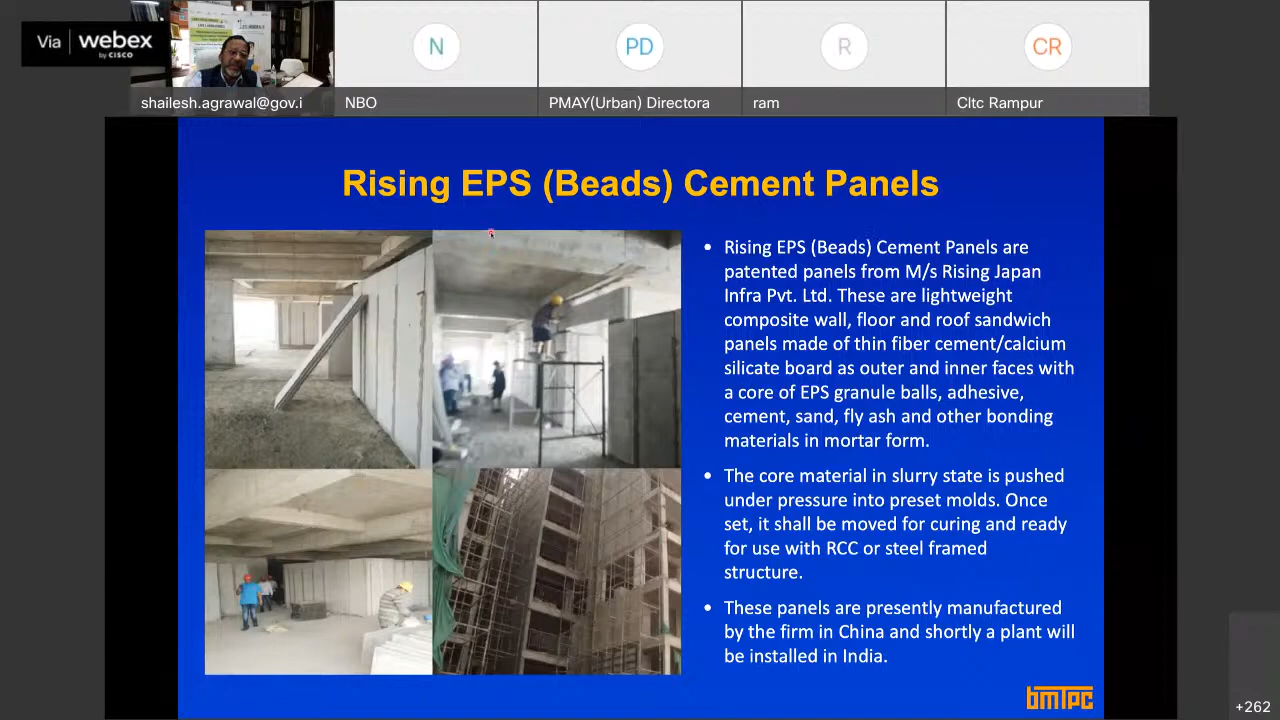 Via webex
by CISCO
shailesh.agrawal@gov.i
N
NBO
PD
PMAY(Urban) Directora
R
ram
CR
Cltc Rampur
Rising EPS (Beads) Cement Panels
• Rising EPS (Beads) Cement Panels are
patented panels from M/s Rising Japan
Infra Pvt. Ltd. These are lightweight
composite wall, floor and roof sandwich
panels made of thin fiber cement/calcium
silicate board as outer and inner faces with
a core of EPS granule balls, adhesive,
cement, sand, fly ash and other bonding
materials in mortar form.
• The core material in slurry state is pushed
under pressure into preset molds. Once
set, it shall be moved for curing and ready
for use with RCC or steel framed
structure.
• These panels are presently manufactured
by the firm in China and shortly a plant will
be installed in India.
bmTPC
+262